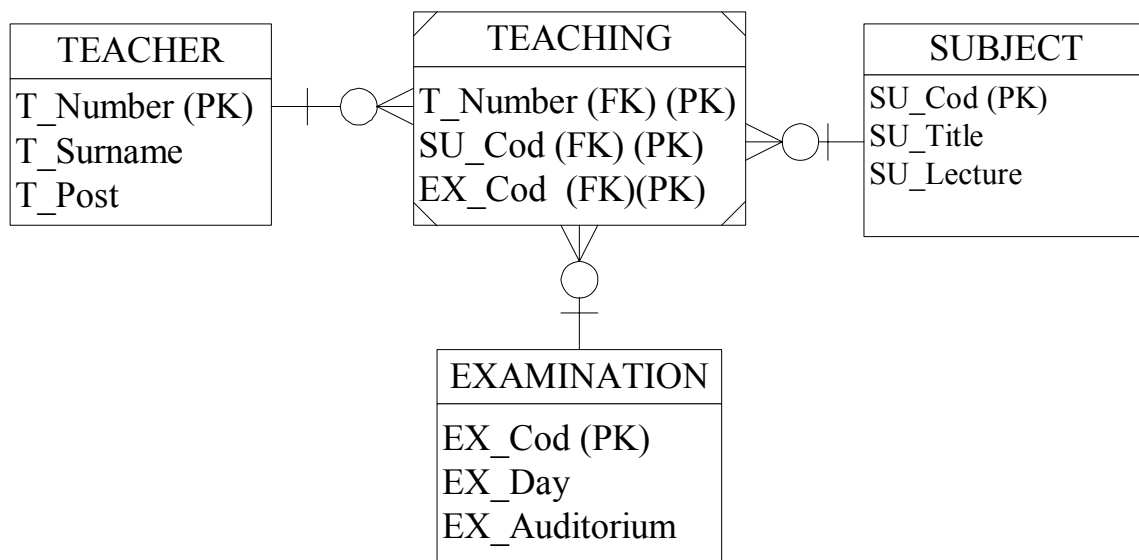 TEACHER
T_Number (PK)
T_Surname
T_Post
TEACHING
T_Number (FK) (PK)
SU_Cod (FK) (PK)
EX_Cod (FK)(PK)
SUBJECT
SU_Cod (PK)
SU_Title
SU_Lecture
EXAMINATION
EX_Cod (PK)
EX_Day
EX_Auditorium